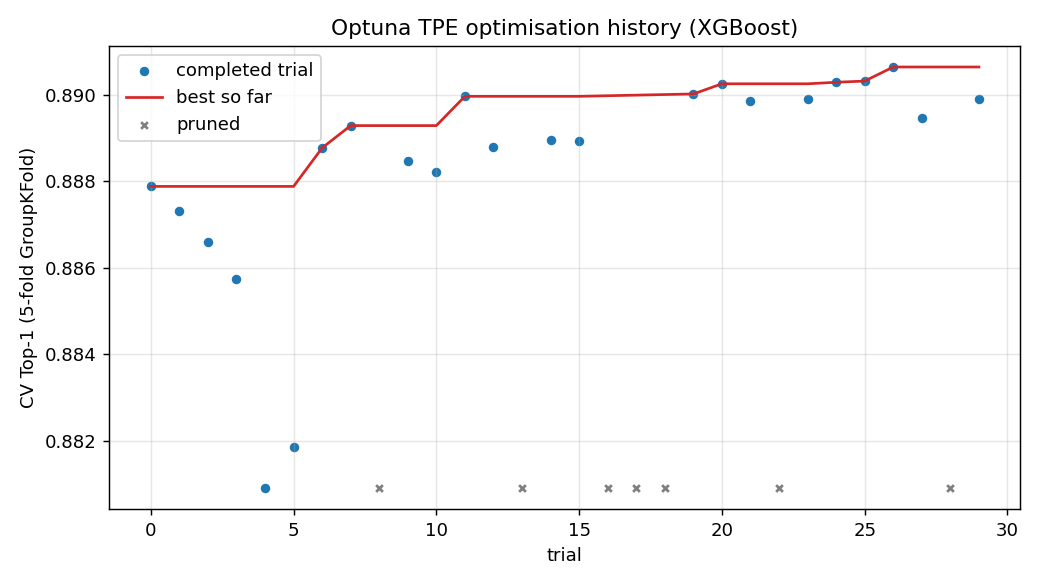 Optuna TPE optimisation history (XGBoost)
completed trial
best so far
pruned
CV Top-1 (5-fold GroupKFold)
0.890
0.888
0.886
0.884
0.882
0 5 10 15 20 25 30
trial